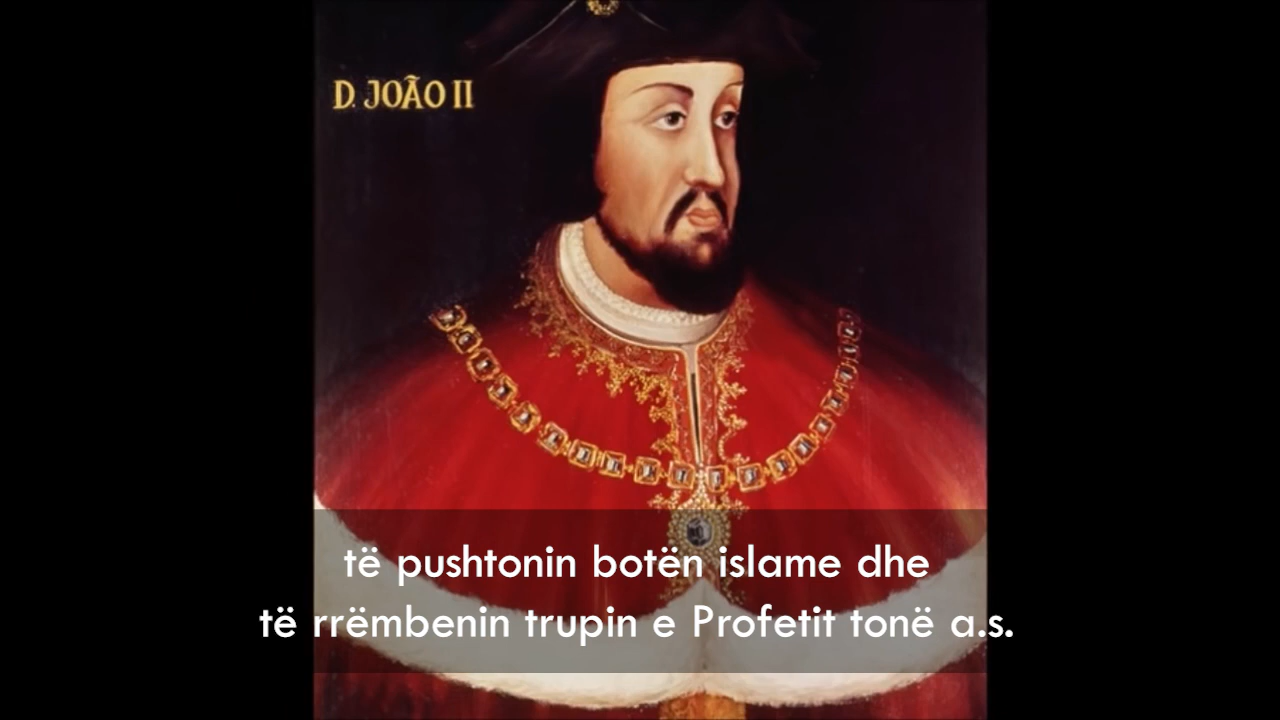 D. JOÃO II
të pushtonin botën islame dhe
të rrëmbenin trupin e Profetit tonë a.s.